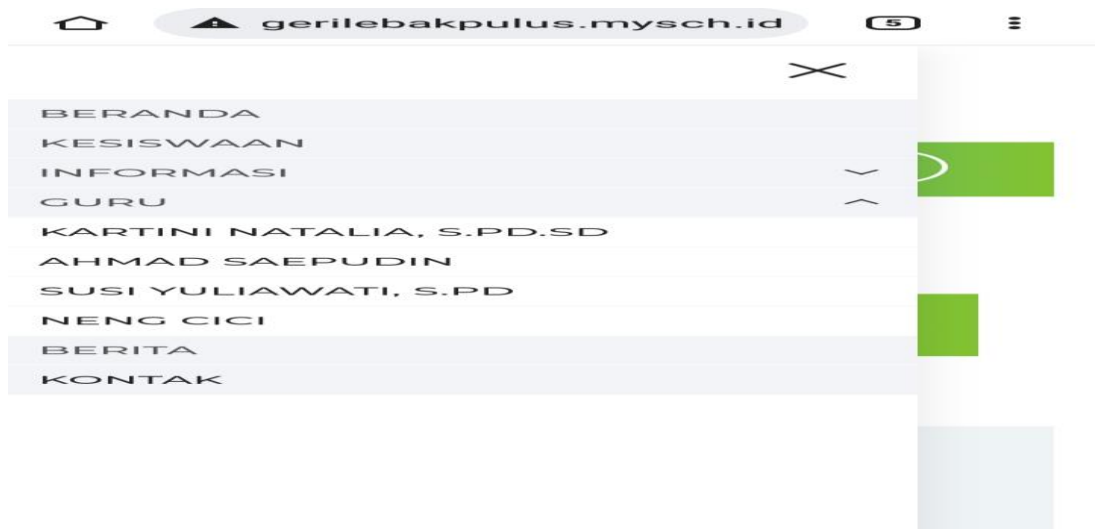 gerilebakpulus.mysch.id 5
BERANDA
KESISWAAN
INFORMASI
GURU
KARTINI NATALIA, S.PD.SD
AHMAD SAEPUDIN
SUSI YULIAWATI, S.PD
NENG CICI
BERITA
KONTAK